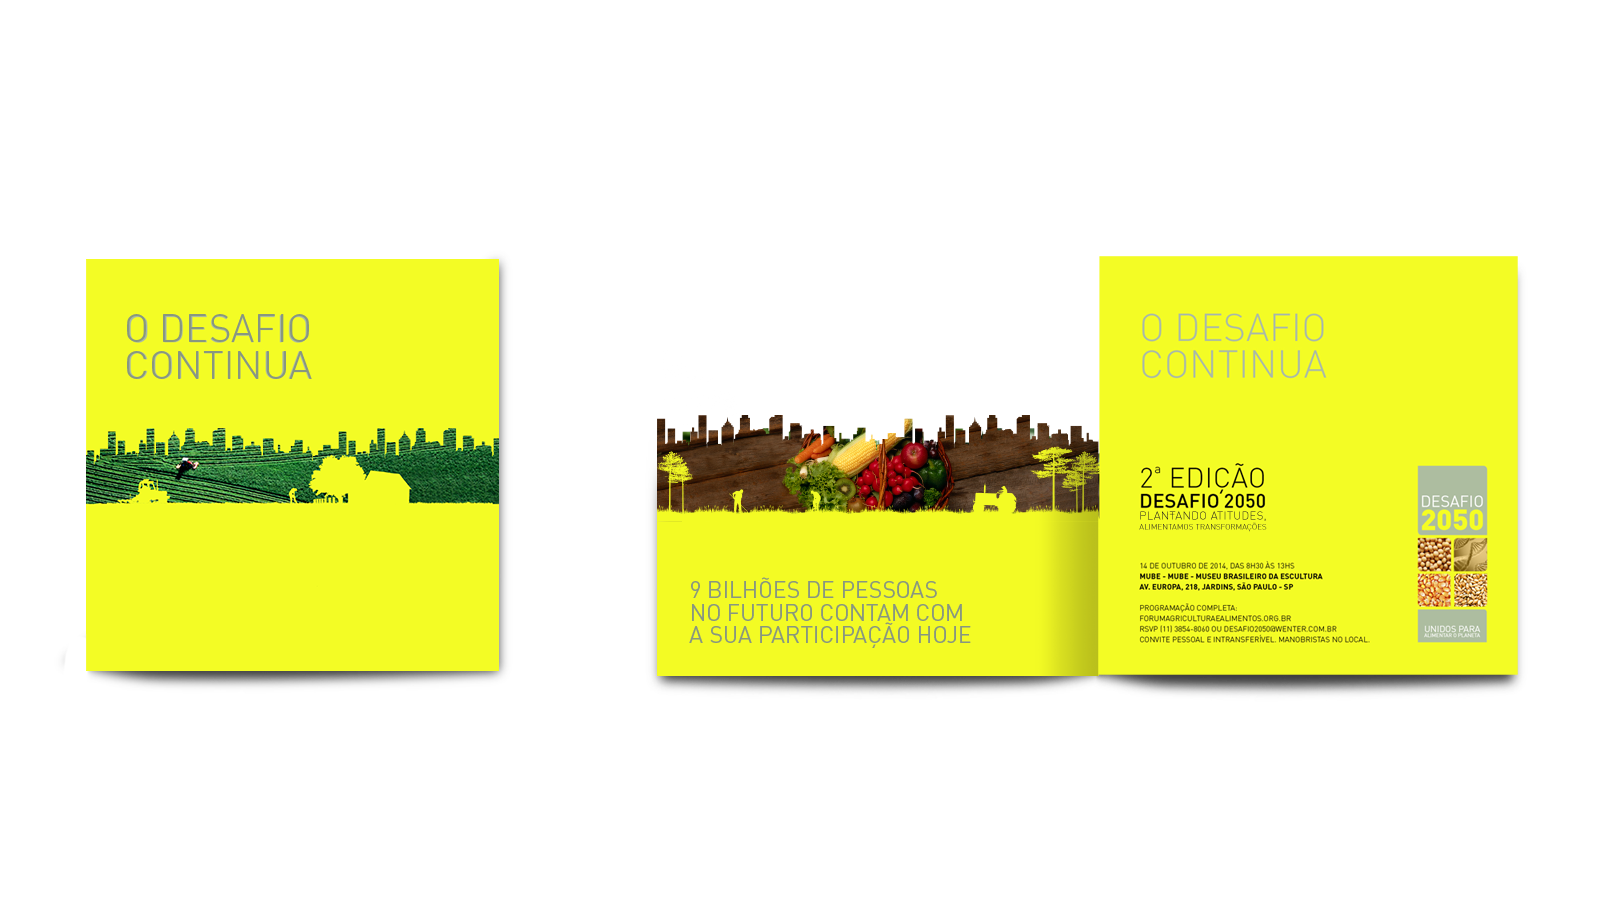 O DESAFIO
CONTINUA
9 BILHÕES DE PESSOAS
NO FUTURO CONTAM COM
A SUA PARTICIPAÇÃO HOJE
O DESAFIO
CONTINUA
2ª EDIÇÃO
DESAFIO 2050
PLANTANDO ATITUDES,
ALIMENTAMOS TRANSFORMAÇÕES
14 DE OUTUBRO DE 2014, DAS 8H30 ÀS 13HS
MUBE - MUBE - MUSEU BRASILEIRO DA ESCULTURA
AV. EUROPA, 218, JARDINS, SÃO PAULO - SP
PROGRAMAÇÃO COMPLETA:
FORUMAGRICULTURAEALIMENTOS.ORG.BR
RSVP (11) 3854-8060 OU DESAFIO2050@WENTER.COM.BR
CONVITE PESSOAL E INTRANSFERÍVEL. MANOBRISTAS NO LOCAL.
DESAFIO
2050
UNIDOS PARA
ALIMENTAR O PLANETA